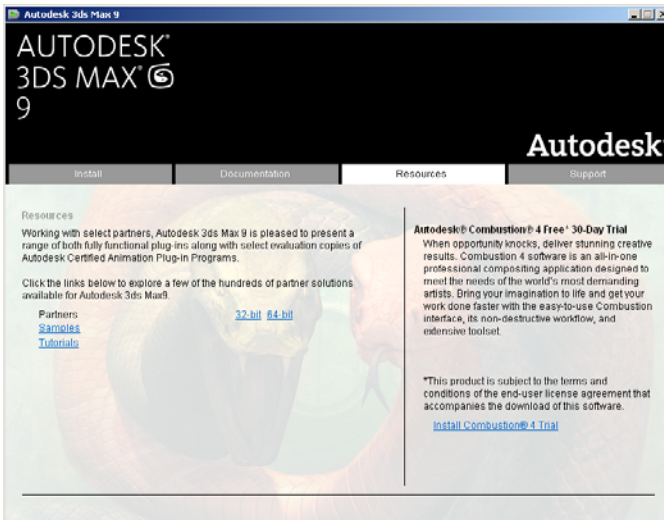 Autodesk 3ds Max 9
AUTODESK®
3DS MAX®
9
Autodesk
Install
Documentation
Resources
Support
Resources
Working with select partners, Autodesk 3ds Max 9 is pleased to present a
range of both fully functional plug-ins along with select evaluation copies of
Autodesk Certified Animation Plug-in Programs.
Click the links below to explore a few of the hundreds of partner solutions
available for Autodesk 3ds Max9.
Partners 32-bit 64-bit
Samples
Tutorials
Autodesk® Combustion® 4 Free* 30-Day Trial
When opportunity knocks, deliver stunning creative
results. Combustion 4 software is an all-in-one
professional compositing application designed to
meet the needs of the world's most demanding
artists. Bring your imagination to life and get your
work done faster with the easy-to-use Combustion
interface, its non-destructive workflow, and
extensive toolset.
*This product is subject to the terms and
conditions of the end-user license agreement that
accompanies the download of this software.
Install Combustion® 4 Trial